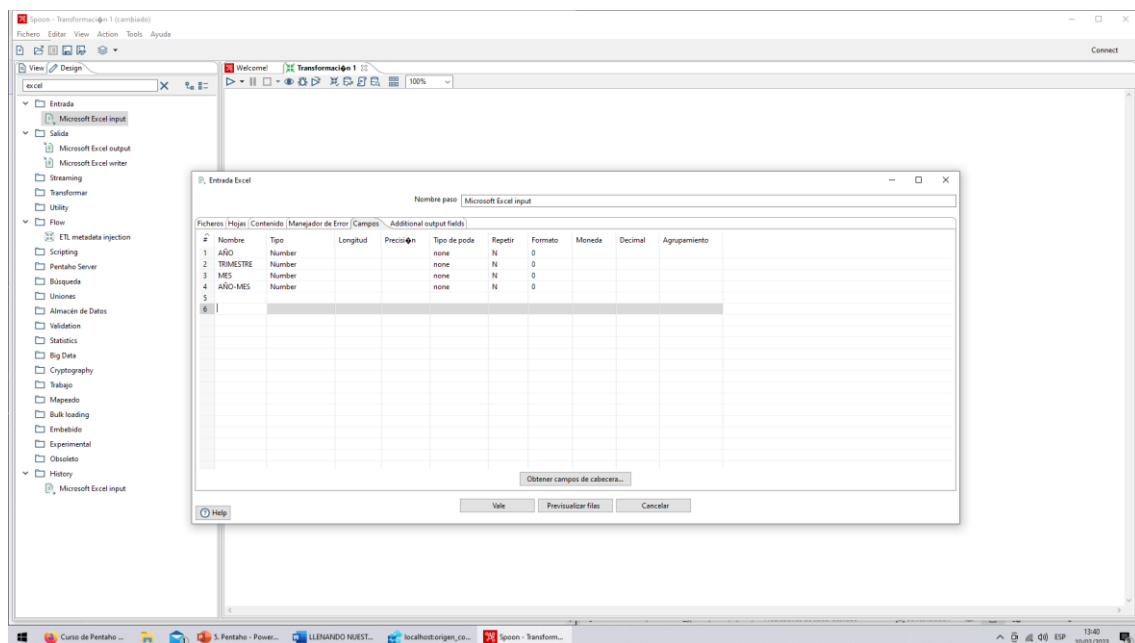 Spoon - Transformaci�n 1 (cambiado)
Fichero Editar View Action Tools Ayuda
Connect
View Design
Welcome! Transformaci�n 1
excel
100%
Entrada
Microsoft Excel input
Salida
Microsoft Excel output
Microsoft Excel writer
Streaming
Transformar
Utility
Flow
ETL metadata injection
Scripting
Pentaho Server
Búsqueda
Uniones
Almacén de Datos
Validation
Statistics
Big Data
Cryptography
Trabajo
Mapeado
Bulk loading
Embebido
Experimental
Obsoleto
History
Microsoft Excel input
Entrada Excel
Nombre paso Microsoft Excel input
Ficheros Hojas Contenido Manejador de Error Campos Additional output fields
# Nombre Tipo Longitud Precisi�n Tipo de poda Repetir Formato Moneda Decimal Agrupamiento
1 AÑO Number none N 0
2 TRIMESTRE Number none N 0
3 MES Number none N 0
4 AÑO-MES Number none N 0
5
6
Obtener campos de cabecera...
Vale Previsualizar filas Cancelar
Help
Curso de Pentaho ... 5. Pentaho - Power... LLENANDO NUEST... localhost:origen_co... Spoon - Transform...
ESP 13:40
10/07/2023